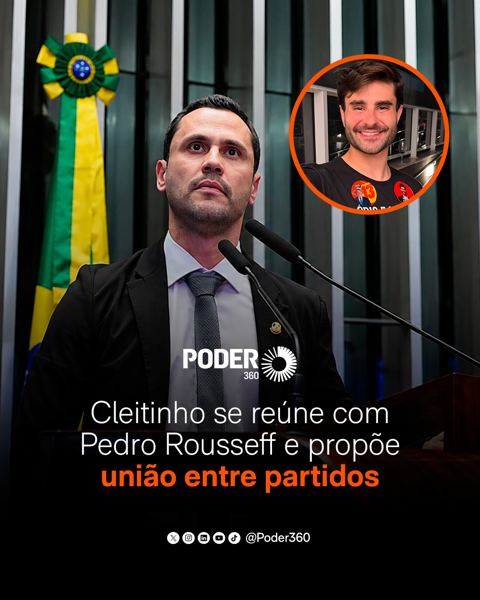 PODER
360
Cleitinho se reúne com
Pedro Rousseff e propõe
união entre partidos
@Poder360